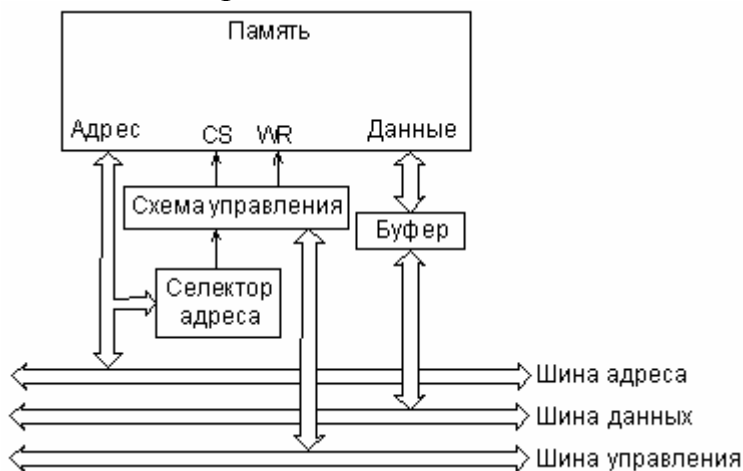 Память
Адрес CS WR Данные
Схема управления
Буфер
Селектор
адреса
Шина адреса
Шина данных
Шина управления